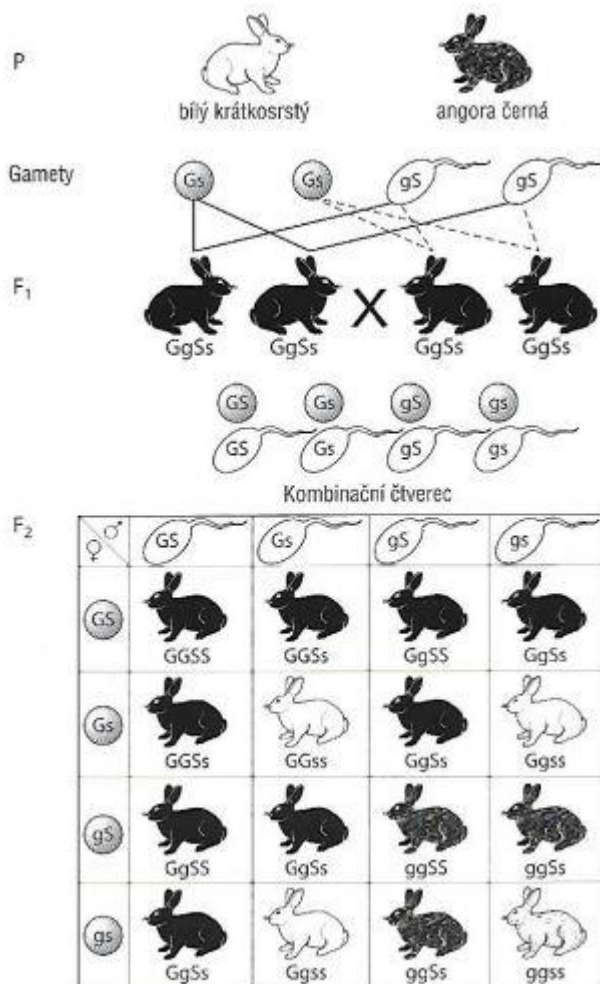 P
bílý krátkosrstý angora černá
Gamety Gs Gs gS gS
F1
GgSs GgSs X GgSs GgSs
GS Gs gS gs
GS Gs gS gs
Kombinační čtverec
F2
♀ ♂ GS Gs gS gs
GS
GGSS GGSs GgSS GgSs
Gs
GGSs GGss GgSs Ggss
gS
GgSS GgSs ggSS ggSs
gs
GgSs Ggss ggSs ggss